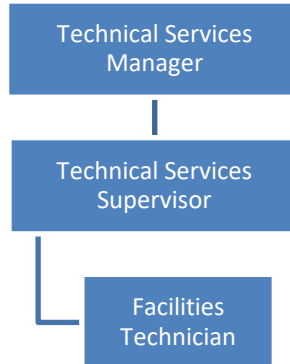 Technical Services
Manager
Technical Services
Supervisor
Facilities
Technician